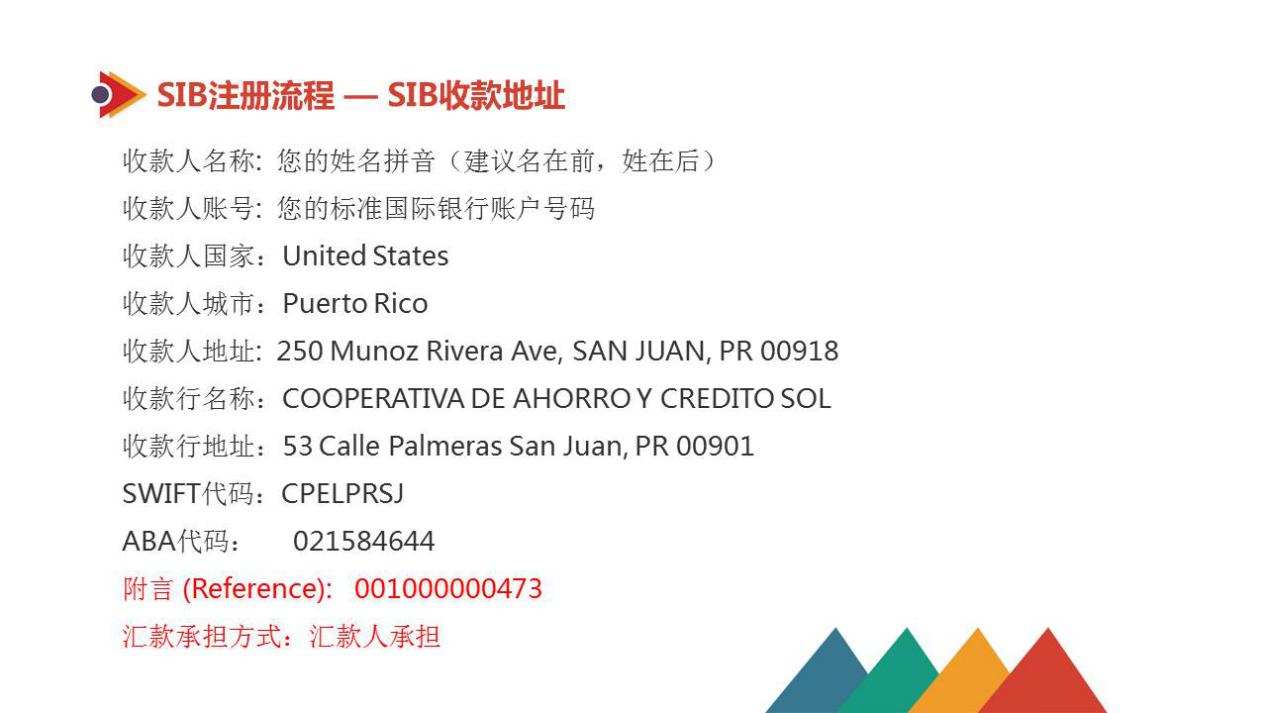 SIB注册流程 — SIB收款地址
收款人名称: 您的姓名拼音（建议名在前，姓在后）
收款人账号: 您的标准国际银行账户号码
收款人国家：United States
收款人城市：Puerto Rico
收款人地址: 250 Munoz Rivera Ave, SAN JUAN, PR 00918
收款行名称：COOPERATIVA DE AHORRO Y CREDITO SOL
收款行地址：53 Calle Palmeras San Juan, PR 00901
SWIFT代码：CPELPRSJ
ABA代码： 021584644
附言 (Reference): 001000000473
汇款承担方式：汇款人承担